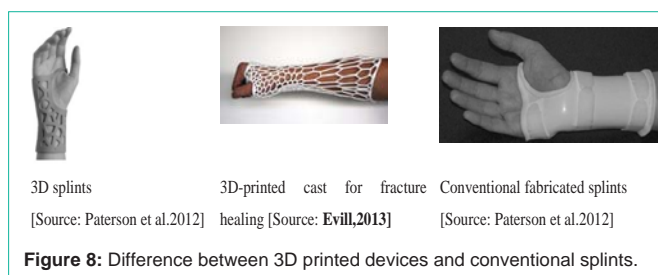 3D splints
[Source: Paterson et al.2012]
3D-printed cast for fracture
healing [Source: Evill,2013]
Conventional fabricated splints
[Source: Paterson et al.2012]
Figure 8: Difference between 3D printed devices and conventional splints.